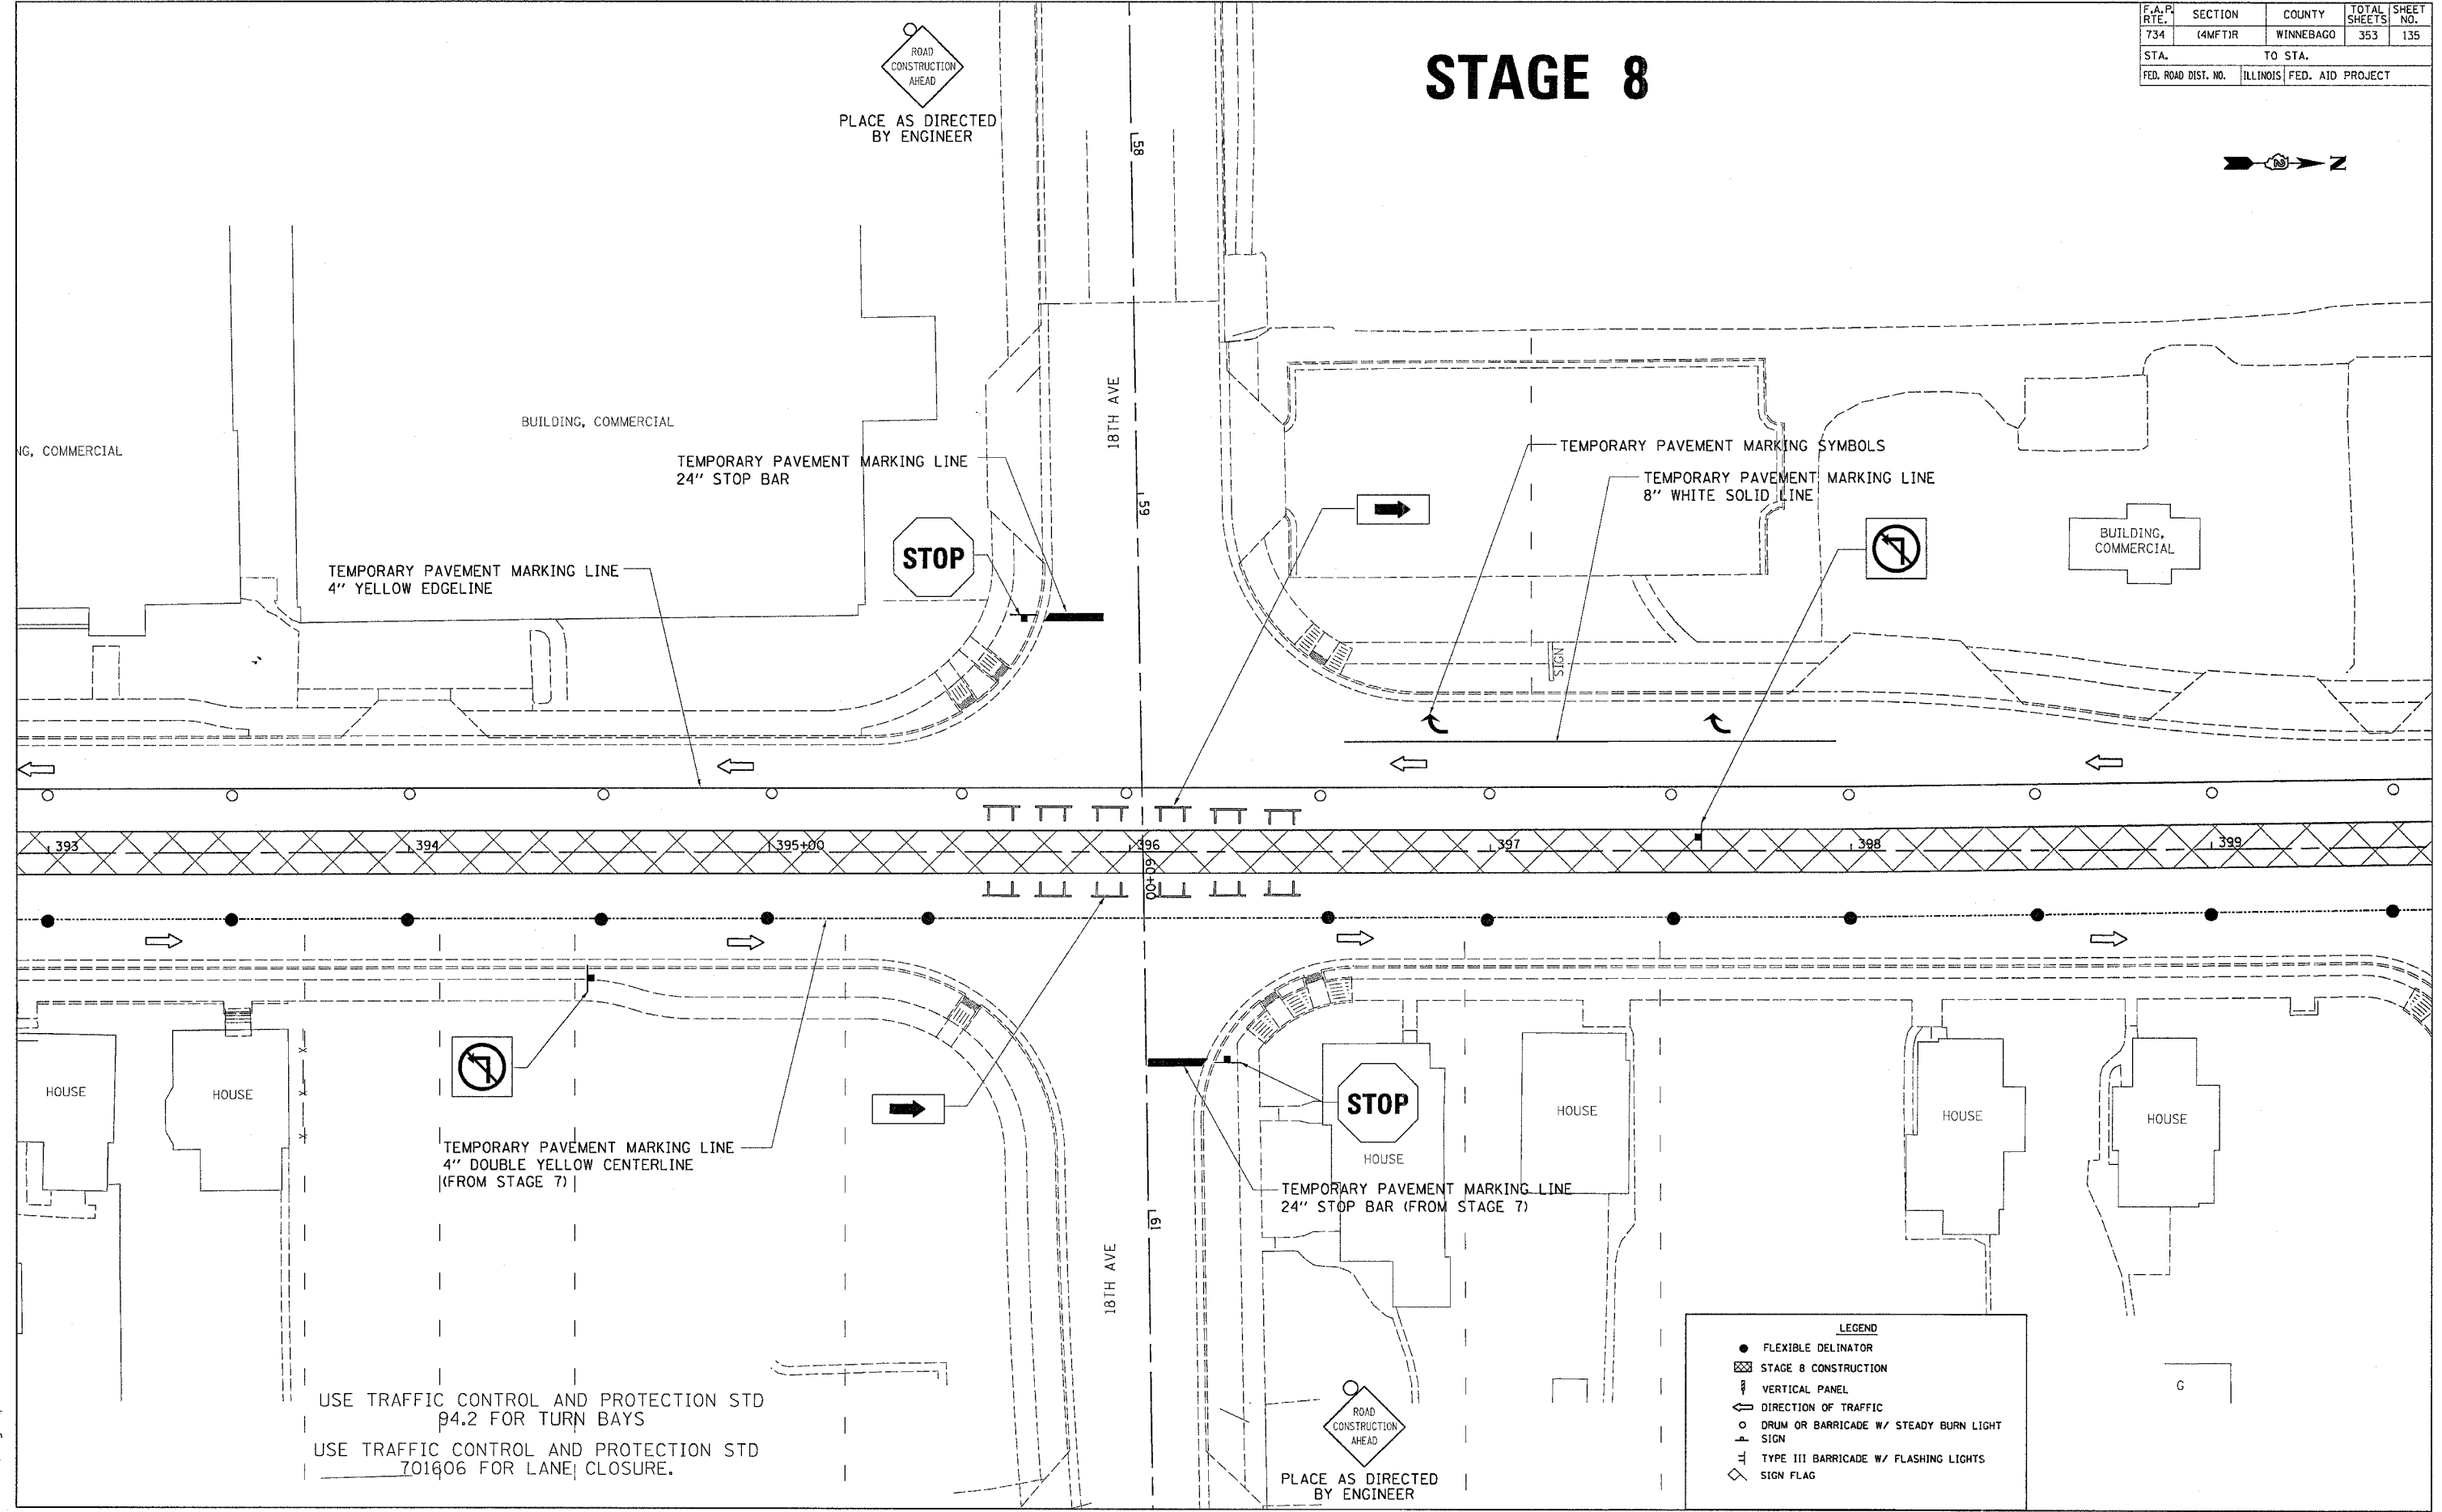 F.A.P. RTE. SECTION COUNTY TOTAL SHEETS SHEET NO.
734 (4MFT)R WINNEBAGO 353 135
STA. TO STA.
FED. ROAD DIST. NO. ILLINOIS FED. AID PROJECT
STAGE 8
N
ROAD
CONSTRUCTION
AHEAD
PLACE AS DIRECTED
BY ENGINEER
58
18TH AVE
59
NG, COMMERCIAL
BUILDING, COMMERCIAL
TEMPORARY PAVEMENT MARKING LINE
24" STOP BAR
STOP
TEMPORARY PAVEMENT MARKING LINE
4" YELLOW EDGELINE
TEMPORARY PAVEMENT MARKING SYMBOLS
TEMPORARY PAVEMENT MARKING LINE
8" WHITE SOLID LINE
BUILDING,
COMMERCIAL
SIGN
393
394
395+00
396
397
398
399
60+00
HOUSE
HOUSE
TEMPORARY PAVEMENT MARKING LINE
4" DOUBLE YELLOW CENTERLINE
(FROM STAGE 7)
STOP
HOUSE
HOUSE
HOUSE
HOUSE
TEMPORARY PAVEMENT MARKING LINE
24" STOP BAR (FROM STAGE 7)
61
18TH AVE
G
USE TRAFFIC CONTROL AND PROTECTION STD
94.2 FOR TURN BAYS
USE TRAFFIC CONTROL AND PROTECTION STD
701606 FOR LANE CLOSURE.
ROAD
CONSTRUCTION
AHEAD
PLACE AS DIRECTED
BY ENGINEER
LEGEND
FLEXIBLE DELINATOR
STAGE 8 CONSTRUCTION
VERTICAL PANEL
DIRECTION OF TRAFFIC
DRUM OR BARRICADE W/ STEADY BURN LIGHT
SIGN
TYPE III BARRICADE W/ FLASHING LIGHTS
SIGN FLAG